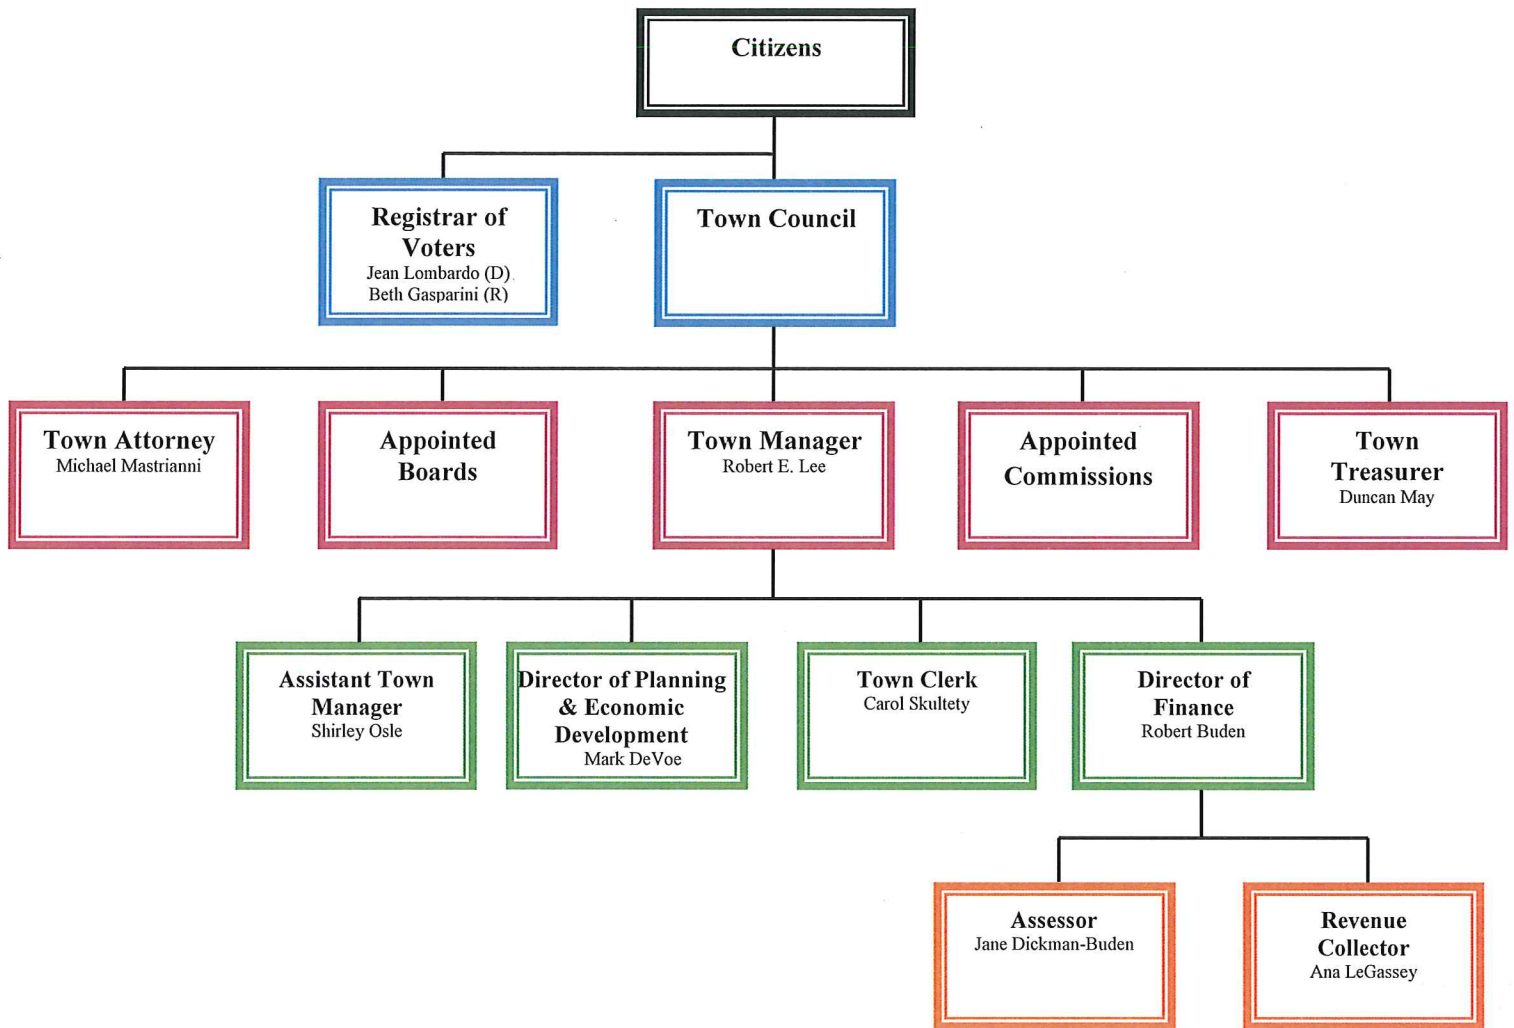 Citizens
Registrar of
Voters
Jean Lombardo (D)
Beth Gasparini (R)
Town Council
Town Attorney
Michael Mastrianni
Appointed
Boards
Town Manager
Robert E. Lee
Appointed
Commissions
Town
Treasurer
Duncan May
Assistant Town
Manager
Shirley Osle
Director of Planning
& Economic
Development
Mark DeVoe
Town Clerk
Carol Skultety
Director of
Finance
Robert Buden
Assessor
Jane Dickman-Buden
Revenue
Collector
Ana LeGassey